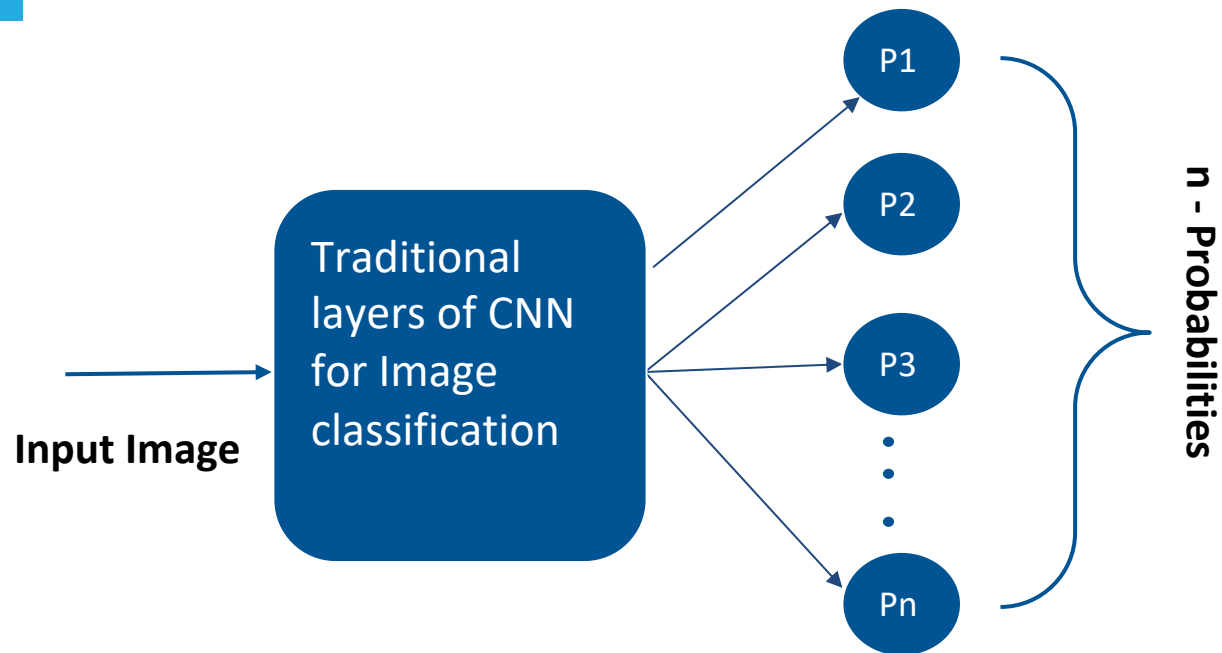 Input Image
Traditional
layers of CNN
for Image
classification
P1
P2
P3
Pn
n - Probabilities